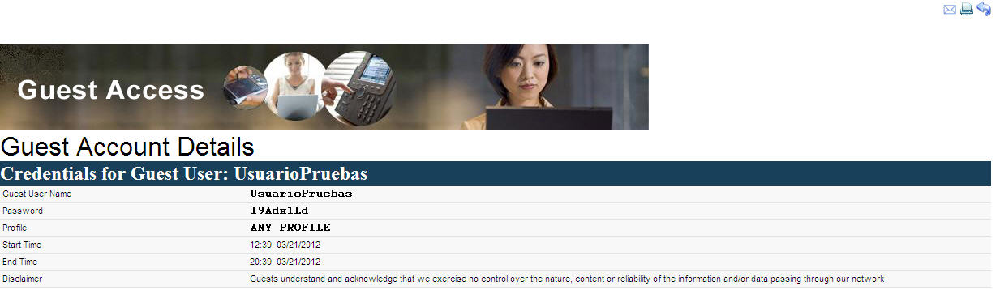 Guest Access
Guest Account Details
Credentials for Guest User: UsuarioPruebas
Guest User Name UsuarioPruebas
Password I9Adx1Ld
Profile ANY PROFILE
Start Time 12:39 03/21/2012
End Time 20:39 03/21/2012
Disclaimer Guests understand and acknowledge that we exercise no control over the nature, content or reliability of the information and/or data passing through our network